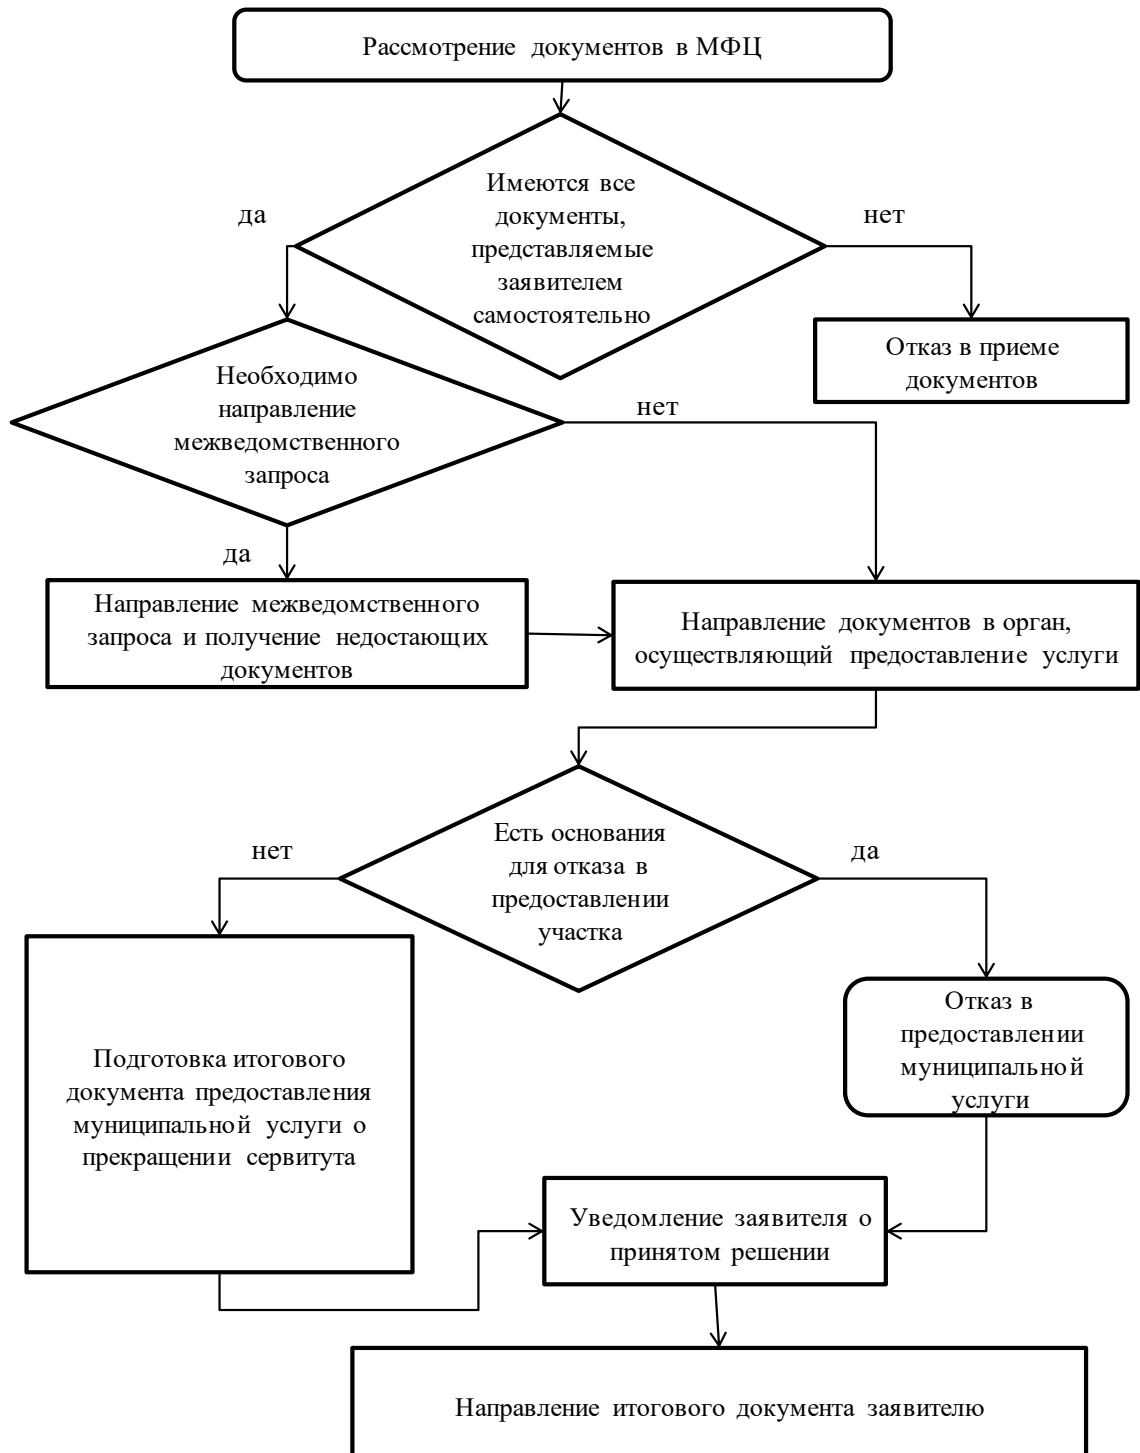 Рассмотрение документов в МФЦ
Имеются все
документы,
представляемые
заявителем
самостоятельно
да
нет
Отказ в приеме
документов
Необходимо
направление
межведомственного
запроса
нет
да
Направление межведомственного
запроса и получение недостающих
документов
Направление документов в орган,
осуществляющий предоставление услуги
Есть основания
для отказа в
предоставлении
участка
нет
да
Отказ в
предоставлении
муниципальной
услуги
Подготовка итогового
документа предоставления
муниципальной услуги о
прекращении сервитута
Уведомление заявителя о
принятом решении
Направление итогового документа заявителю